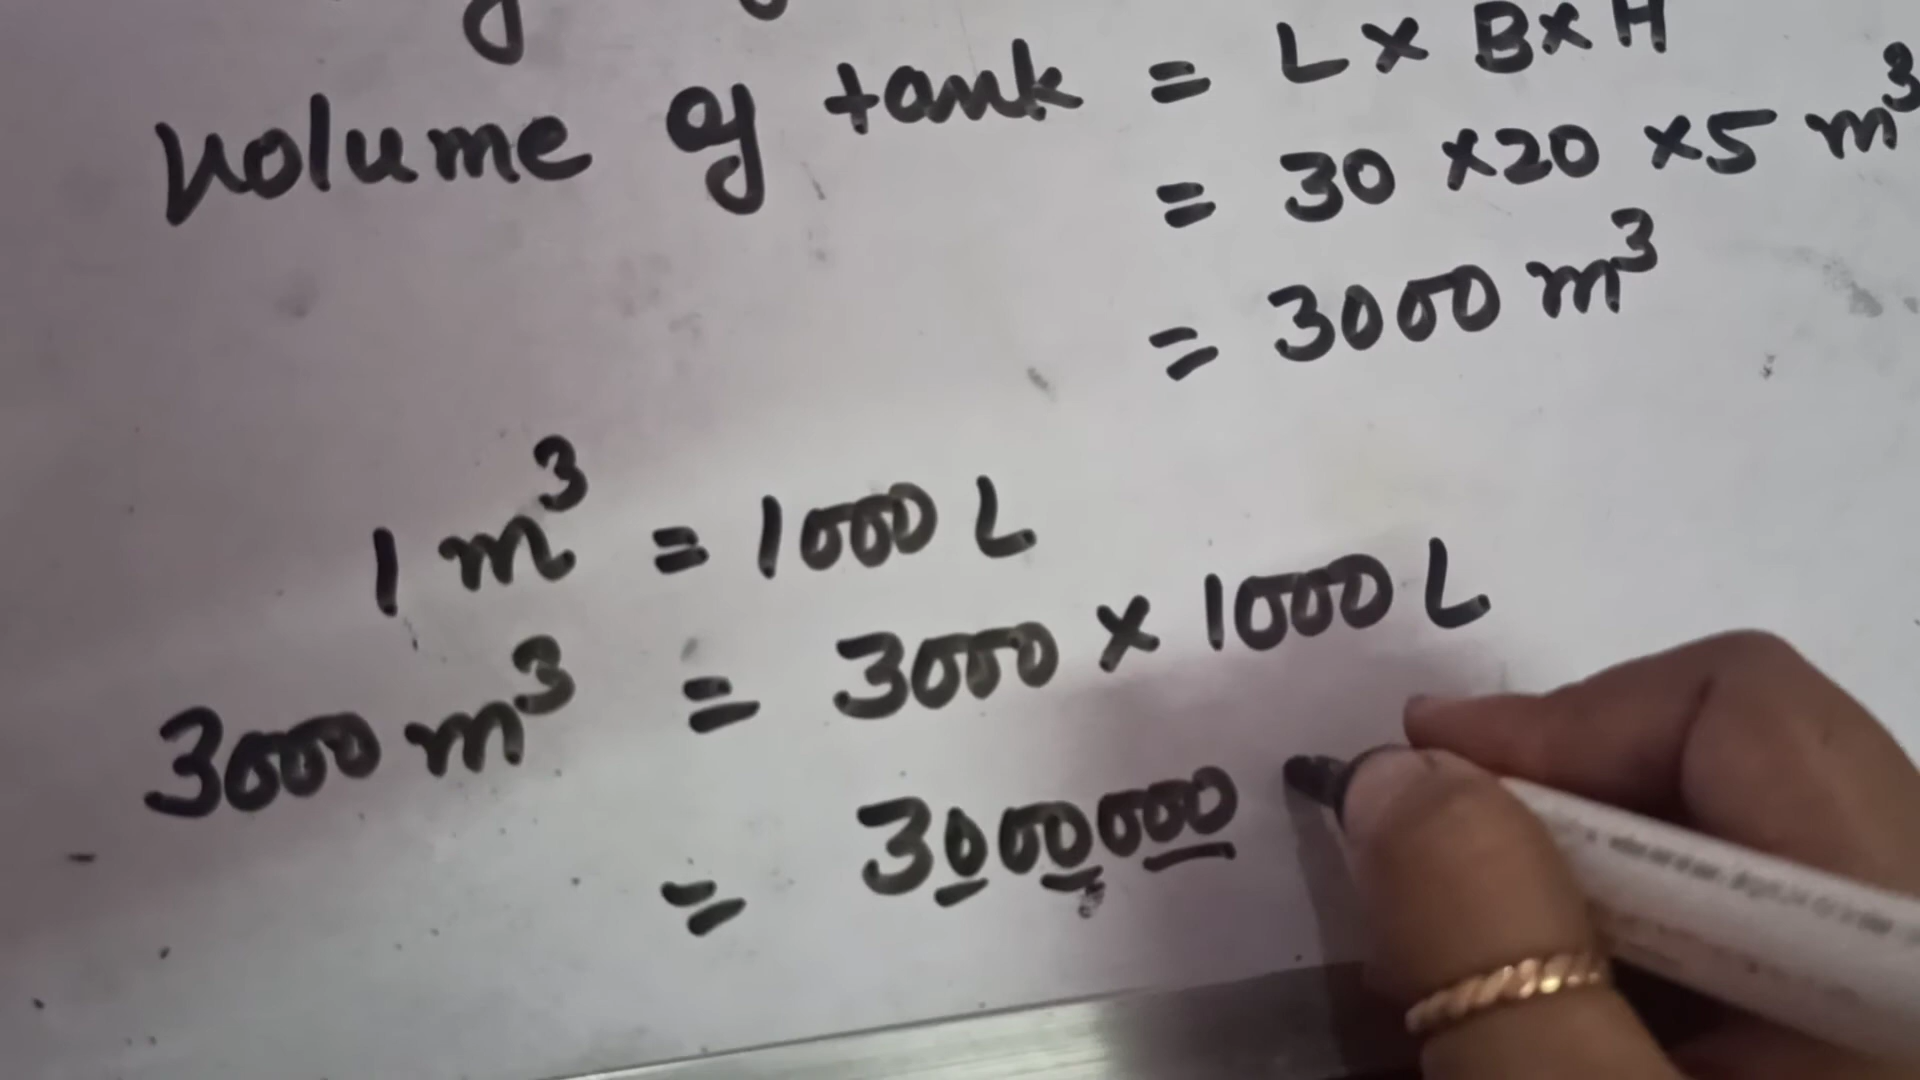 Volume of tank = L × B × H
= 30 × 20 × 5 m³
= 3000 m³
1 m³ = 1000 L
3000 m³ = 3000 × 1000 L
= 3000000